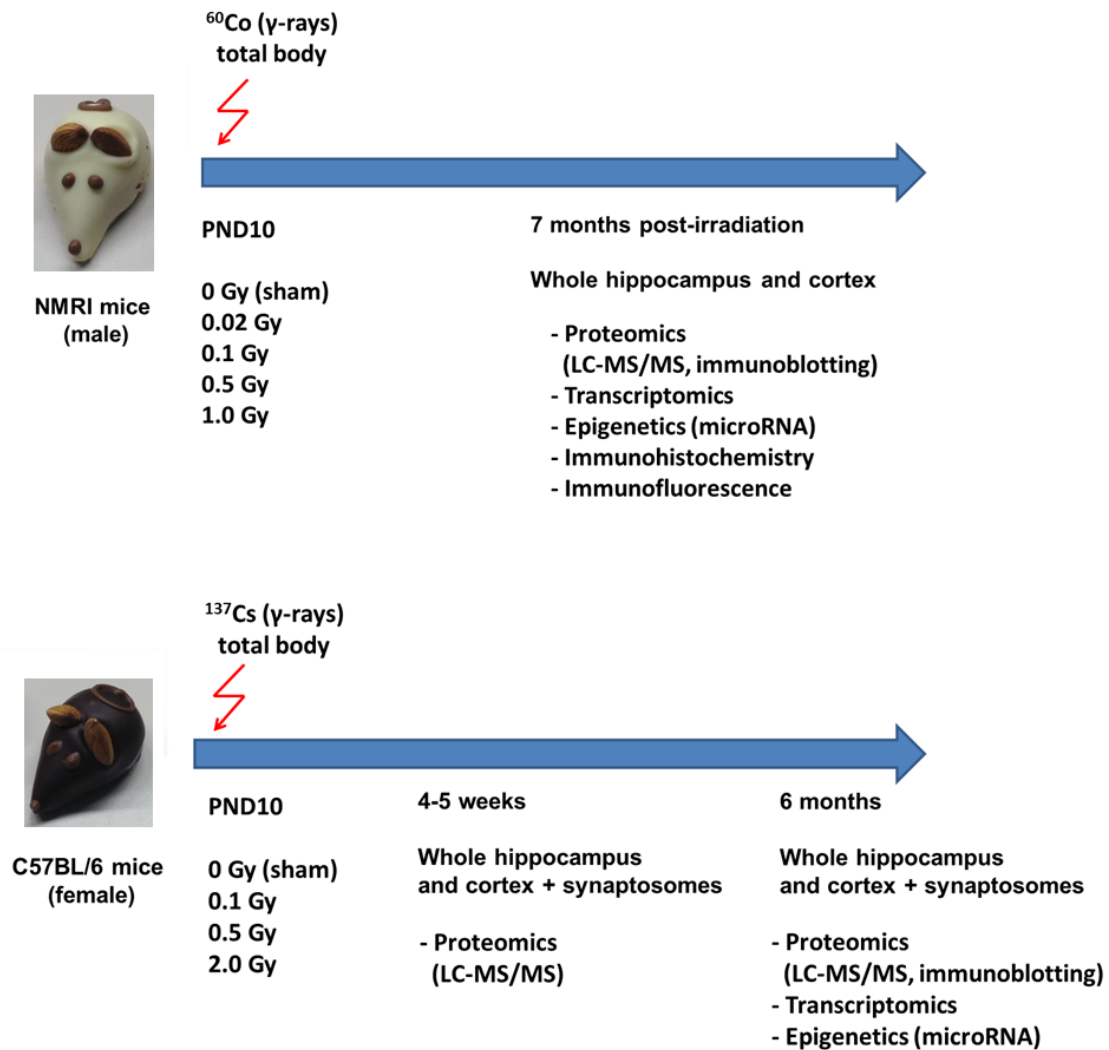 ⁶⁰Co (γ-rays)
total body
NMRI mice
(male)
PND10
0 Gy (sham)
0.02 Gy
0.1 Gy
0.5 Gy
1.0 Gy
7 months post-irradiation
Whole hippocampus and cortex
- Proteomics
(LC-MS/MS, immunoblotting)
- Transcriptomics
- Epigenetics (microRNA)
- Immunohistochemistry
- Immunofluorescence
¹³⁷Cs (γ-rays)
total body
C57BL/6 mice
(female)
PND10
0 Gy (sham)
0.1 Gy
0.5 Gy
2.0 Gy
4-5 weeks
Whole hippocampus
and cortex + synaptosomes
- Proteomics
(LC-MS/MS)
6 months
Whole hippocampus
and cortex + synaptosomes
- Proteomics
(LC-MS/MS, immunoblotting)
- Transcriptomics
- Epigenetics (microRNA)